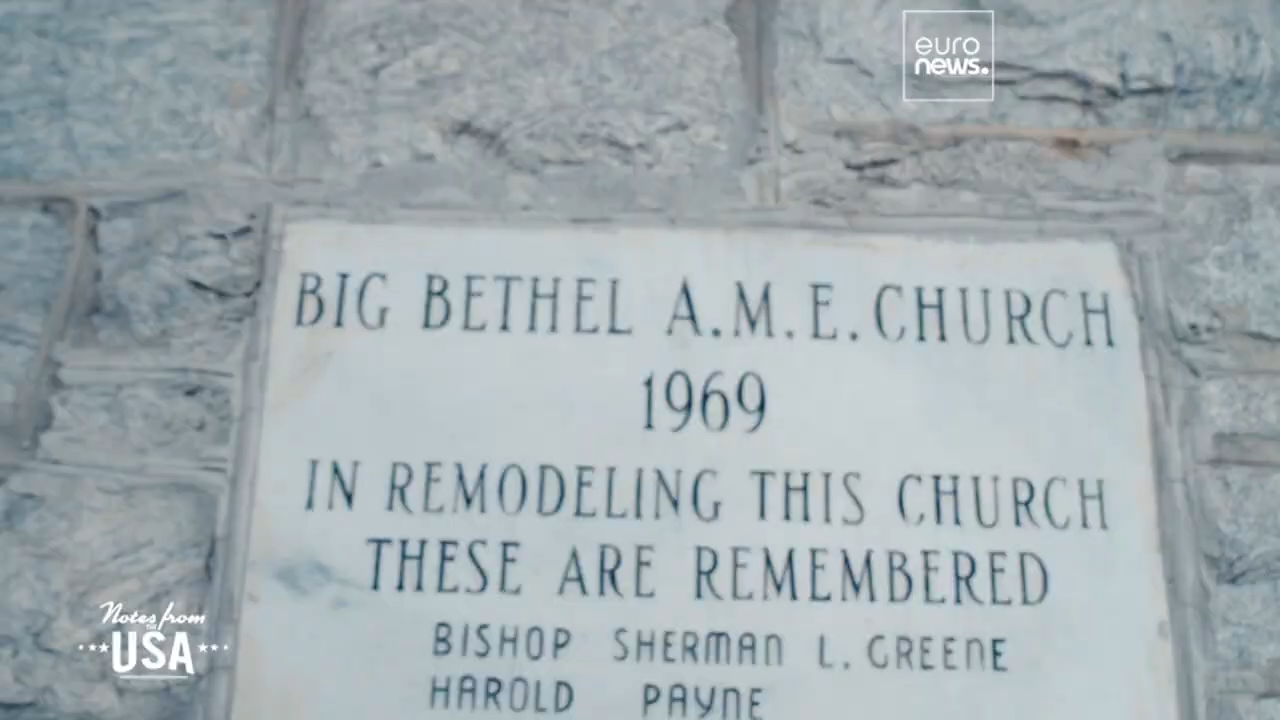 euro
news.
BIG BETHEL A.M.E. CHURCH
1969
IN REMODELING THIS CHURCH
THESE ARE REMEMBERED
BISHOP SHERMAN L. GREENE
HAROLD PAYNE
Notes from
THE
USA